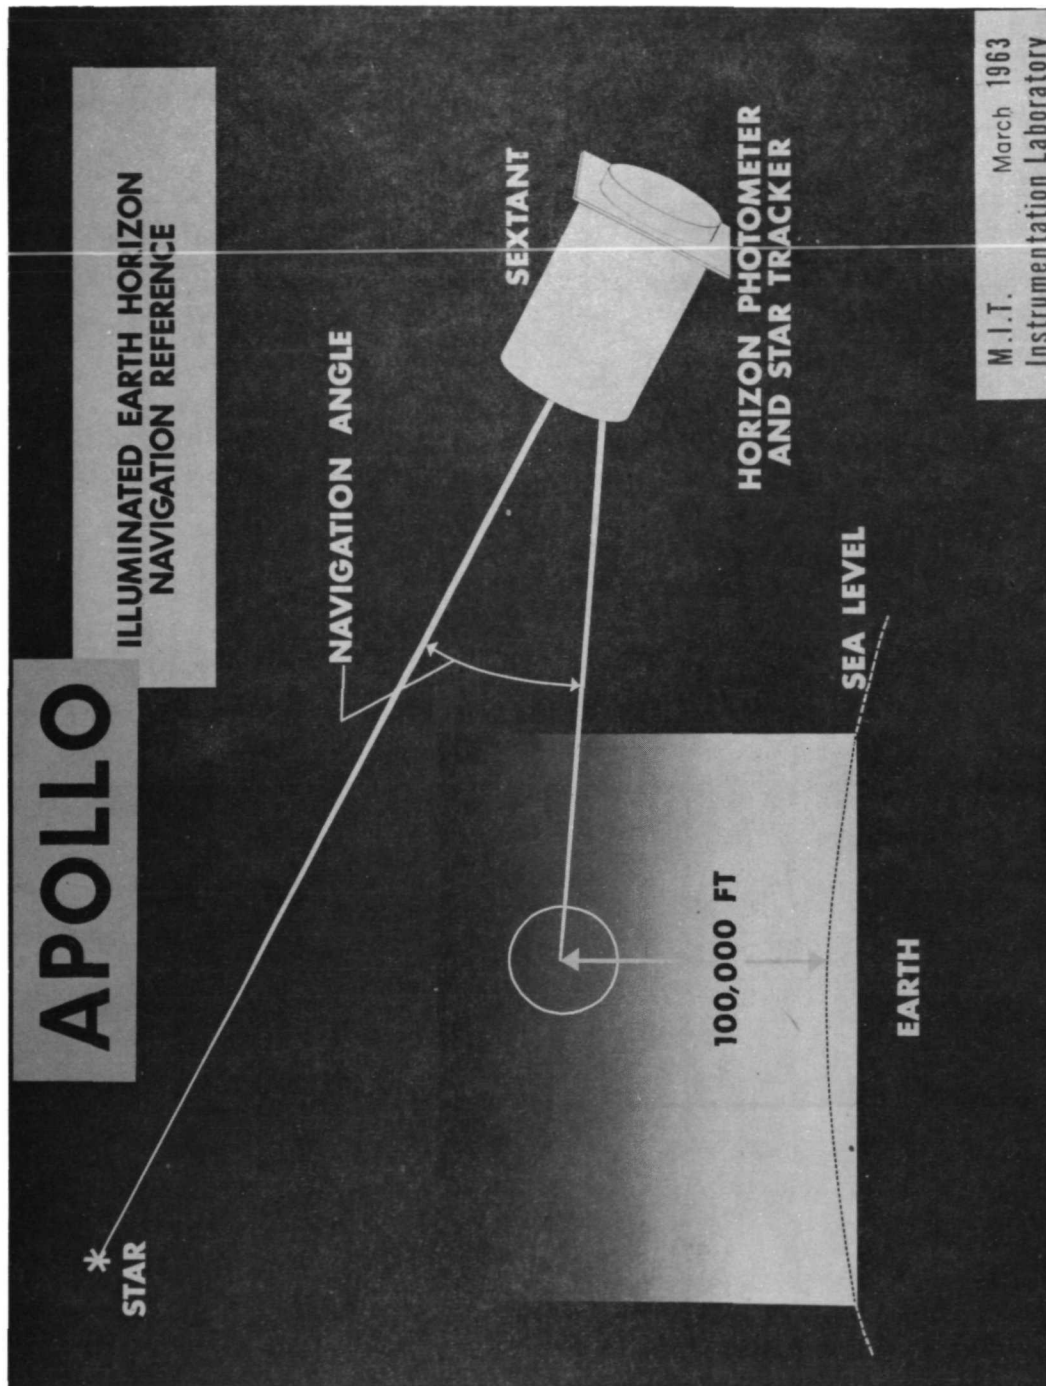 APOLLO
ILLUMINATED EARTH HORIZON
NAVIGATION REFERENCE
STAR
NAVIGATION ANGLE
SEXTANT
HORIZON PHOTOMETER
AND STAR TRACKER
100,000 FT
SEA LEVEL
EARTH
M.I.T. March 1963
Instrumentation Laboratory